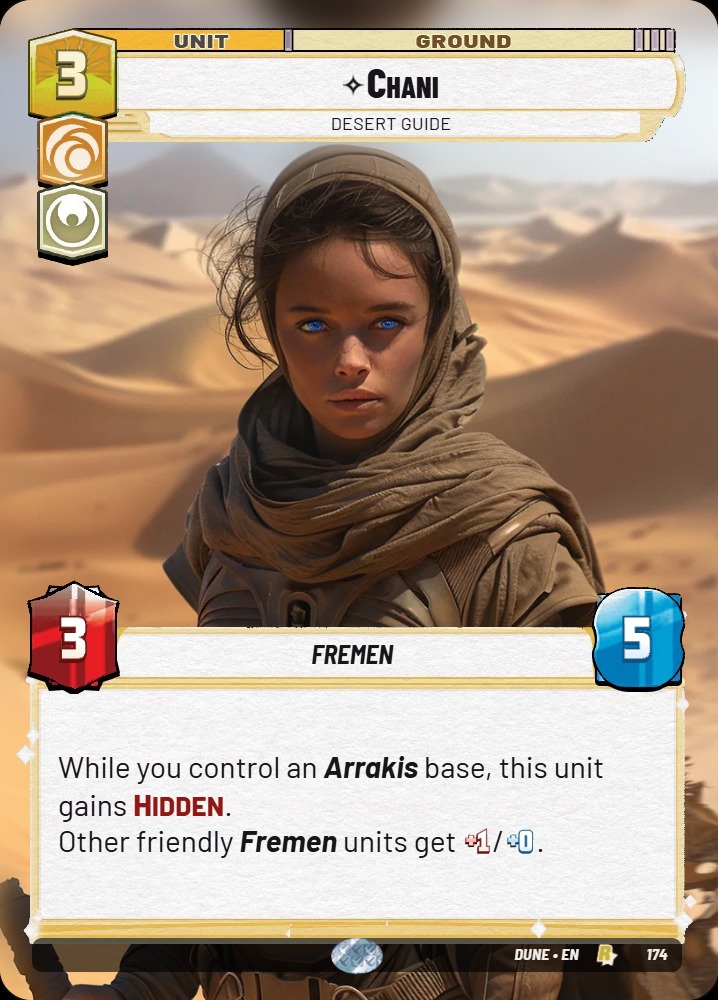 UNIT GROUND
3
✧CHANI
DESERT GUIDE
3
FREMEN
5
While you control an Arrakis base, this unit
gains HIDDEN.
Other friendly Fremen units get +1/+0.
DUNE • EN R 174